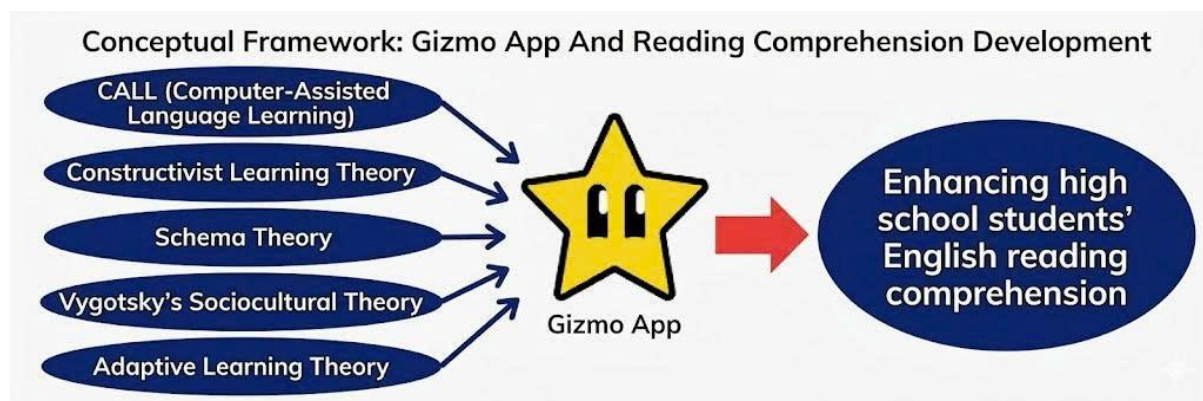 Conceptual Framework: Gizmo App And Reading Comprehension Development
CALL (Computer-Assisted
Language Learning)
Constructivist Learning Theory
Schema Theory
Vygotsky's Sociocultural Theory
Adaptive Learning Theory
Gizmo App
Enhancing high
school students'
English reading
comprehension